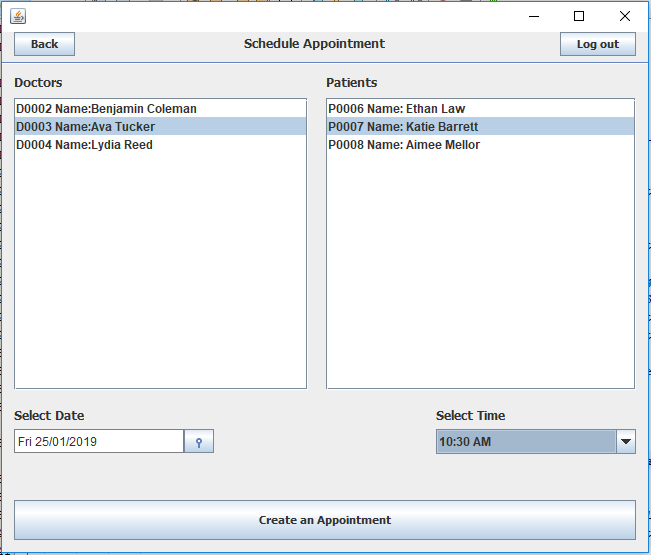 Back
Schedule Appointment
Log out
Doctors
Patients
D0002 Name:Benjamin Coleman
D0003 Name:Ava Tucker
D0004 Name:Lydia Reed
P0006 Name: Ethan Law
P0007 Name: Katie Barrett
P0008 Name: Aimee Mellor
Select Date
Select Time
Fri 25/01/2019
10:30 AM
Create an Appointment